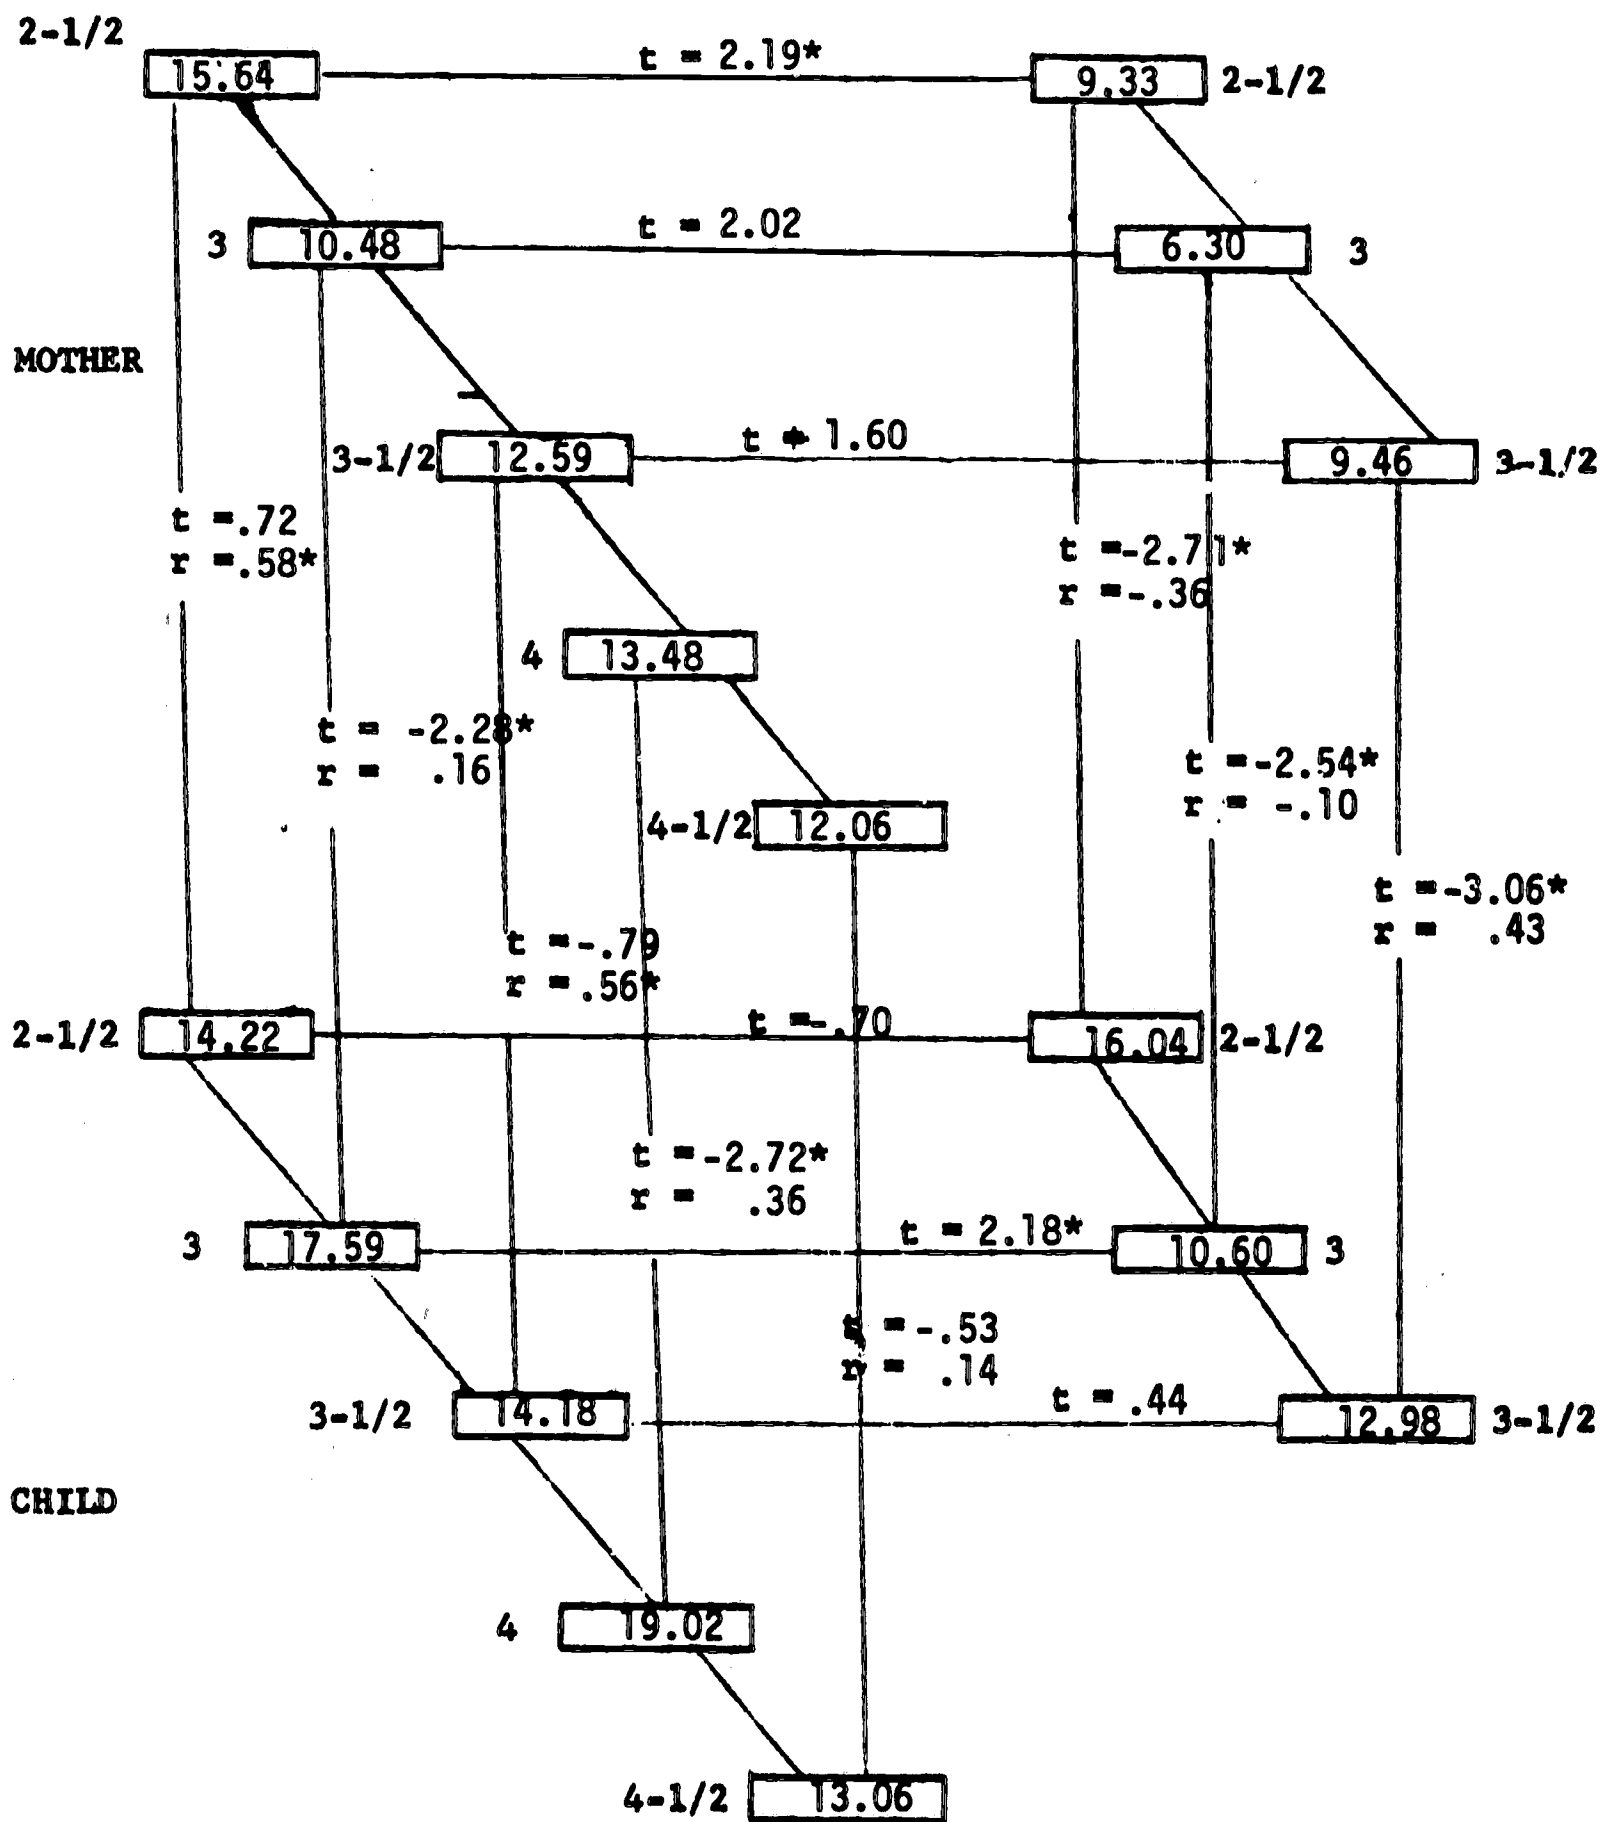 2-1/2
15.64 t = 2.19* 9.33 2-1/2
3 10.48 t = 2.02 6.30 3
MOTHER
3-1/2 12.59 t = 1.60 9.46 3-1/2
t =.72
r =.58*
t =-2.71*
r =-.36
4 13.48
t = -2.28*
r = .16
t =-2.54*
r = -.10
4-1/2 12.06
t =-3.06*
r = .43
t =-.79
r =.56*
2-1/2 14.22 t =-.70 16.04 2-1/2
t =-2.72*
r = .36
3 17.59 t = 2.18* 10.60 3
t =-.53
r = .14
3-1/2 14.18 t = .44 12.98 3-1/2
CHILD
4 19.02
4-1/2 13.06